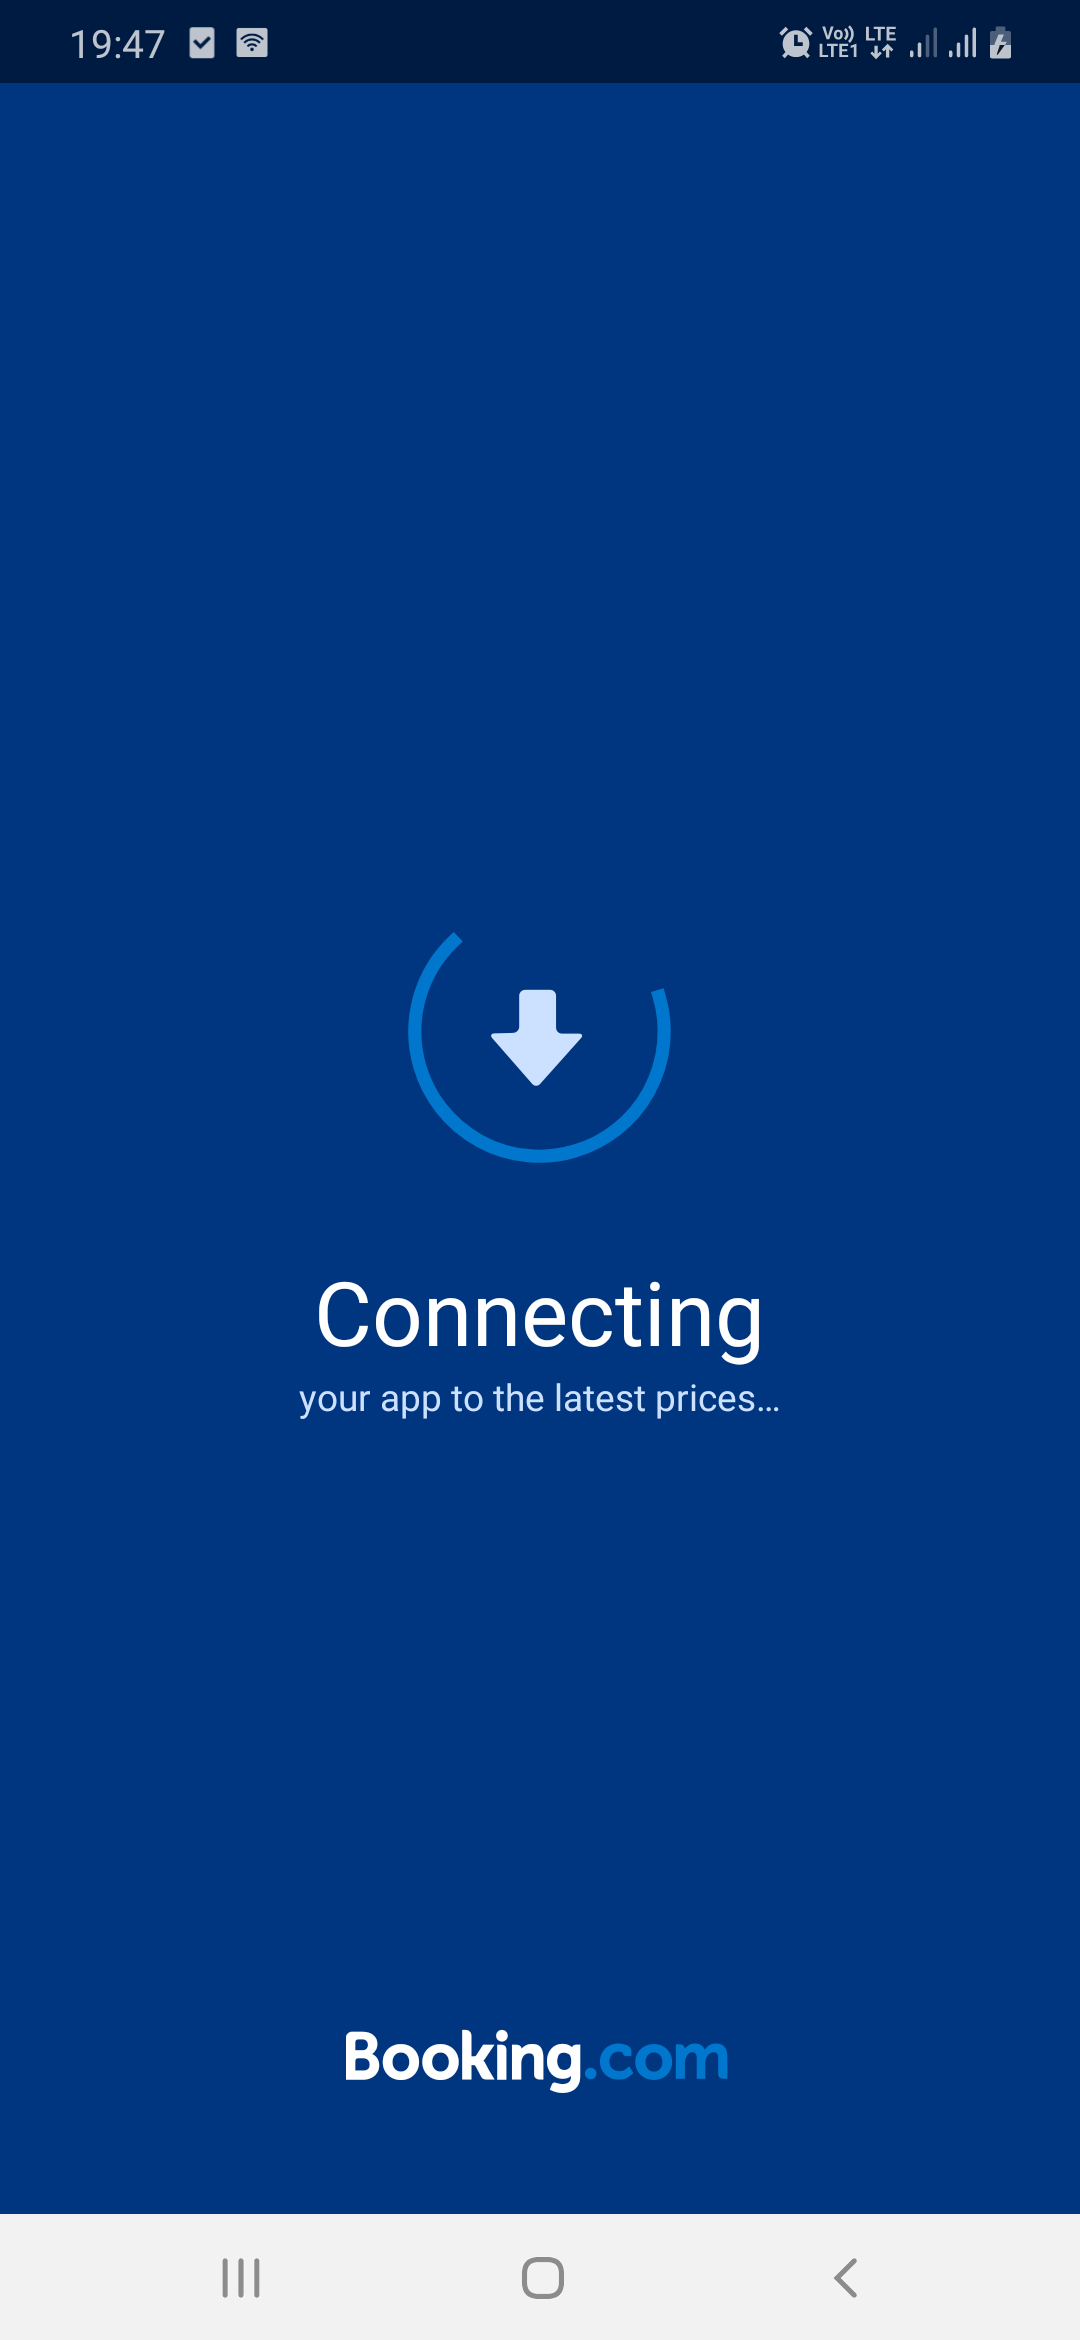 19:47
Vo)) LTE
LTE1
Connecting
your app to the latest prices...
Booking.com